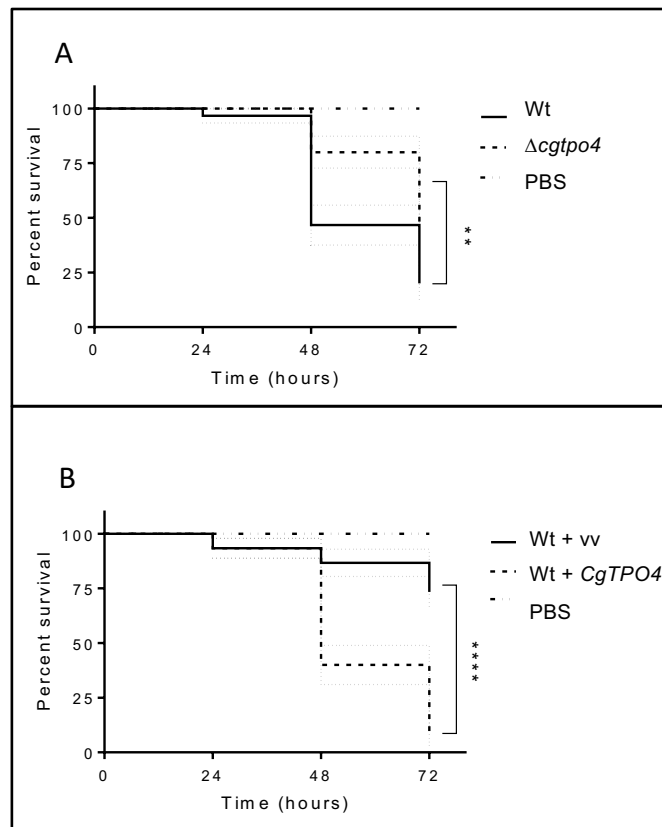 A
100
75
50
25
0
Percent survival
0 24 48 72
Time (hours)
Wt
Δcgtpo4
PBS
**
B
100
75
50
25
0
Percent survival
0 24 48 72
Time (hours)
Wt + vv
Wt + CgTPO4
PBS
****